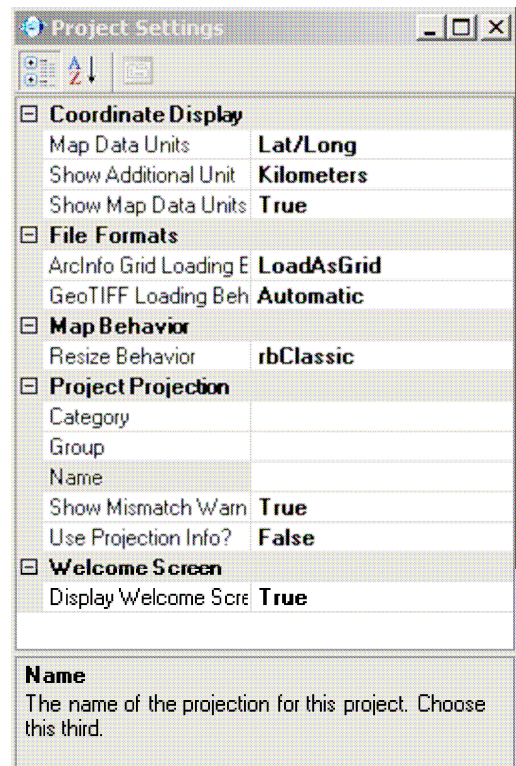 Project Settings
Coordinate Display
Map Data Units Lat/Long
Show Additional Unit Kilometers
Show Map Data Units True
File Formats
ArcInfo Grid Loading E LoadAsGrid
GeoTIFF Loading Beh Automatic
Map Behavior
Resize Behavior rbClassic
Project Projection
Category
Group
Name
Show Mismatch Warn True
Use Projection Info? False
Welcome Screen
Display Welcome Scre True
Name
The name of the projection for this project. Choose
this third.